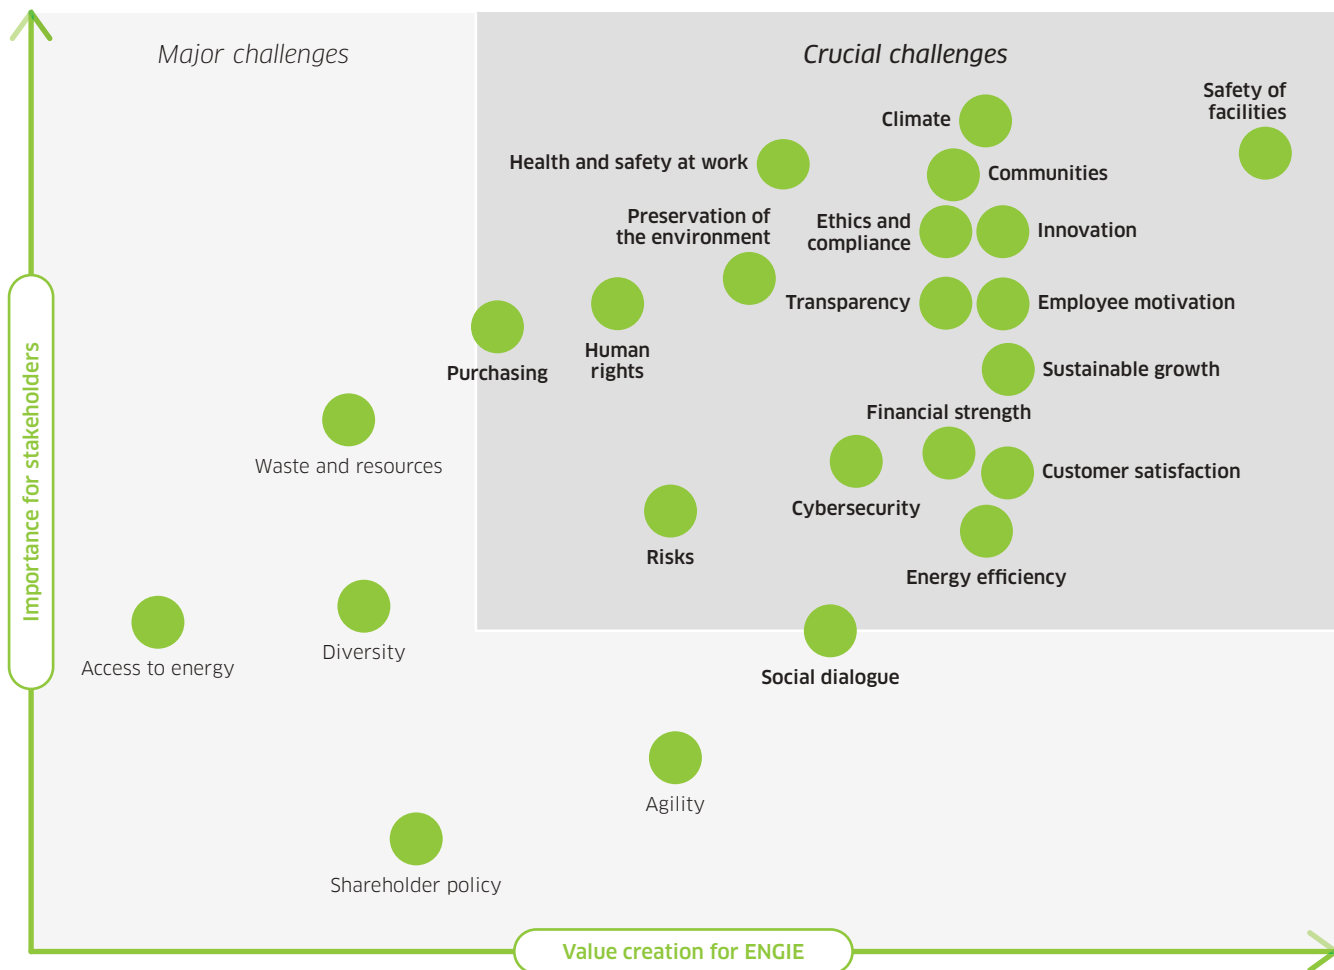 Major challenges
Crucial challenges
Safety of
facilities
Climate
Health and safety at work
Communities
Preservation of
the environment
Ethics and
compliance
Innovation
Transparency
Employee motivation
Human
rights
Purchasing
Sustainable growth
Financial strength
Waste and resources
Customer satisfaction
Cybersecurity
Risks
Energy efficiency
Importance for stakeholders
Access to energy
Diversity
Social dialogue
Agility
Shareholder policy
Value creation for ENGIE